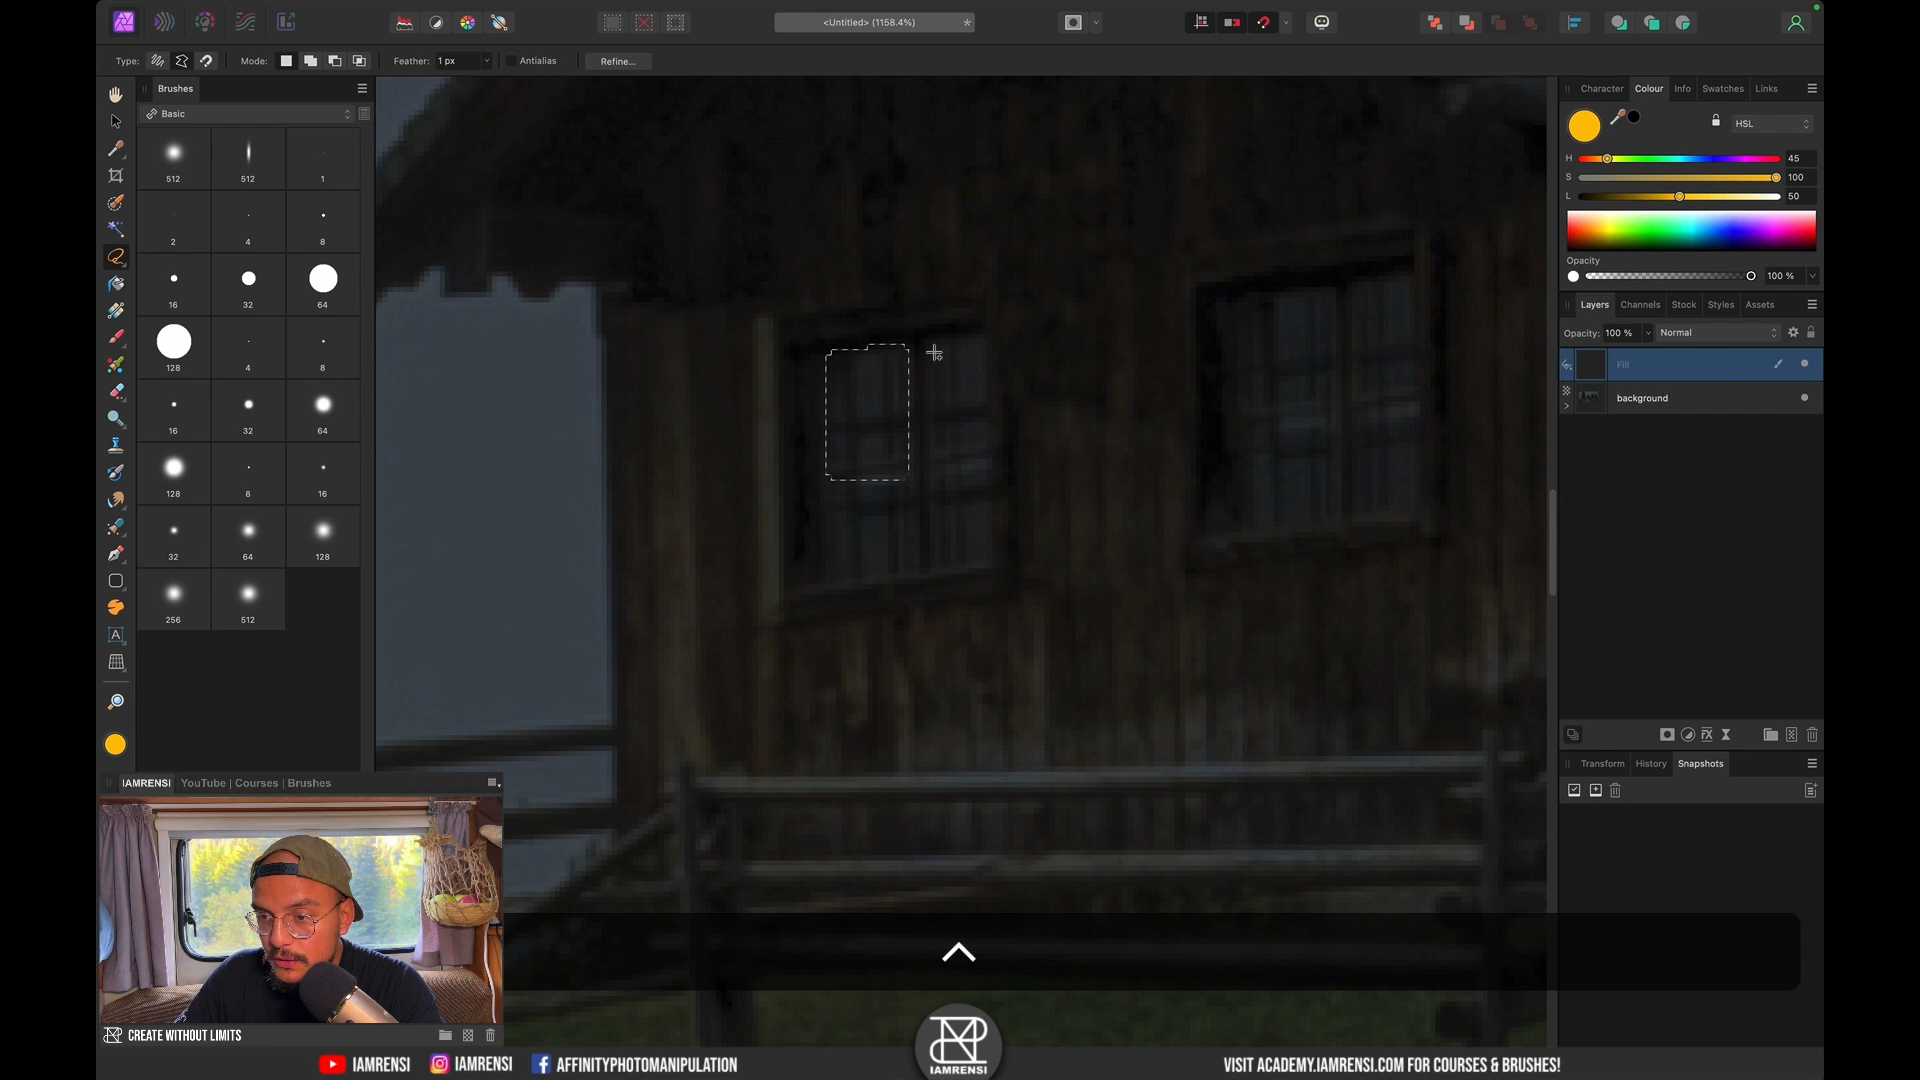 <Untitled> (1158.4%)
Type: Mode: Feather: 1 px Antialias Refine...
Brushes
Basic
512 512 1
2 4 8
16 32 64
128 4 8
16 32 64
128 8 16
32 64 128
256 512
Character Colour Info Swatches Links
HSL
H 45
S 100
L 50
Opacity
100 %
Layers Channels Stock Styles Assets
Opacity: 100 % Normal
Fill
background
Transform History Snapshots
IAMRENSI YouTube | Courses | Brushes
CREATE WITHOUT LIMITS
IAMRENSI IAMRENSI AFFINITYPHOTOMANIPULATION
IAMRENSI
VISIT ACADEMY.IAMRENSI.COM FOR COURSES & BRUSHES!